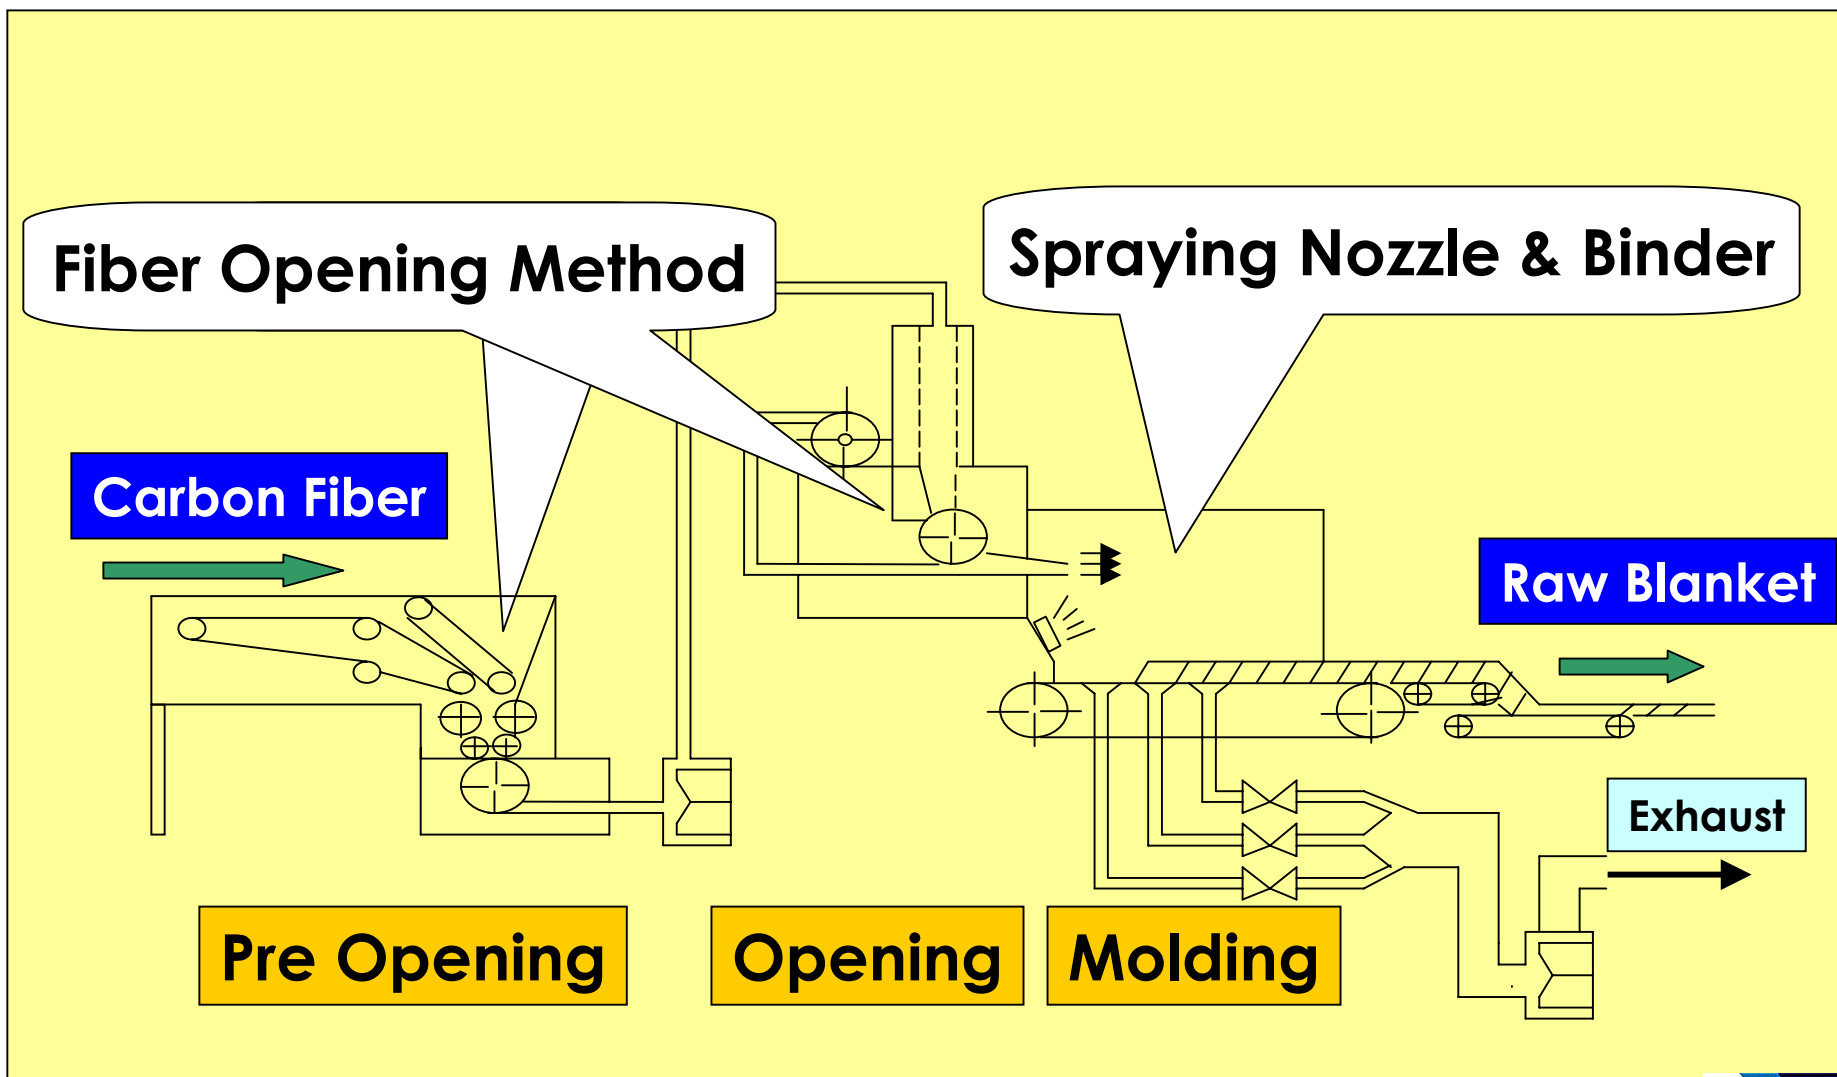 Fiber Opening Method
Spraying Nozzle & Binder
Carbon Fiber
Raw Blanket
Exhaust
Pre Opening
Opening
Molding